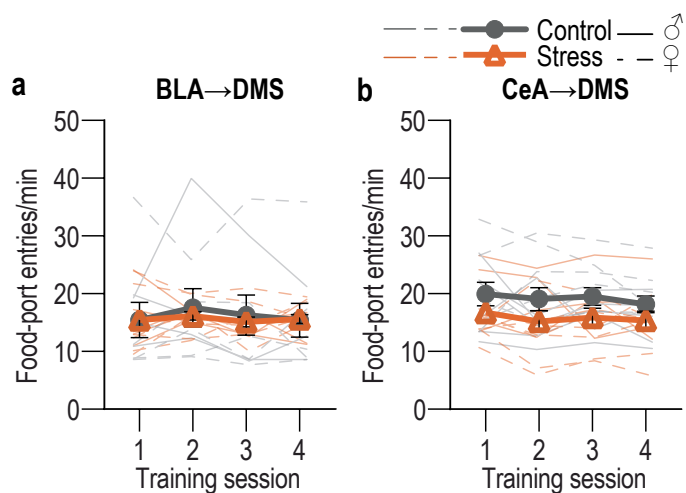 Control ♂
Stress ♀
a BLA→DMS
b CeA→DMS
Food-port entries/min
50
40
30
20
10
0
1 2 3 4
Training session
Food-port entries/min
50
40
30
20
10
0
1 2 3 4
Training session